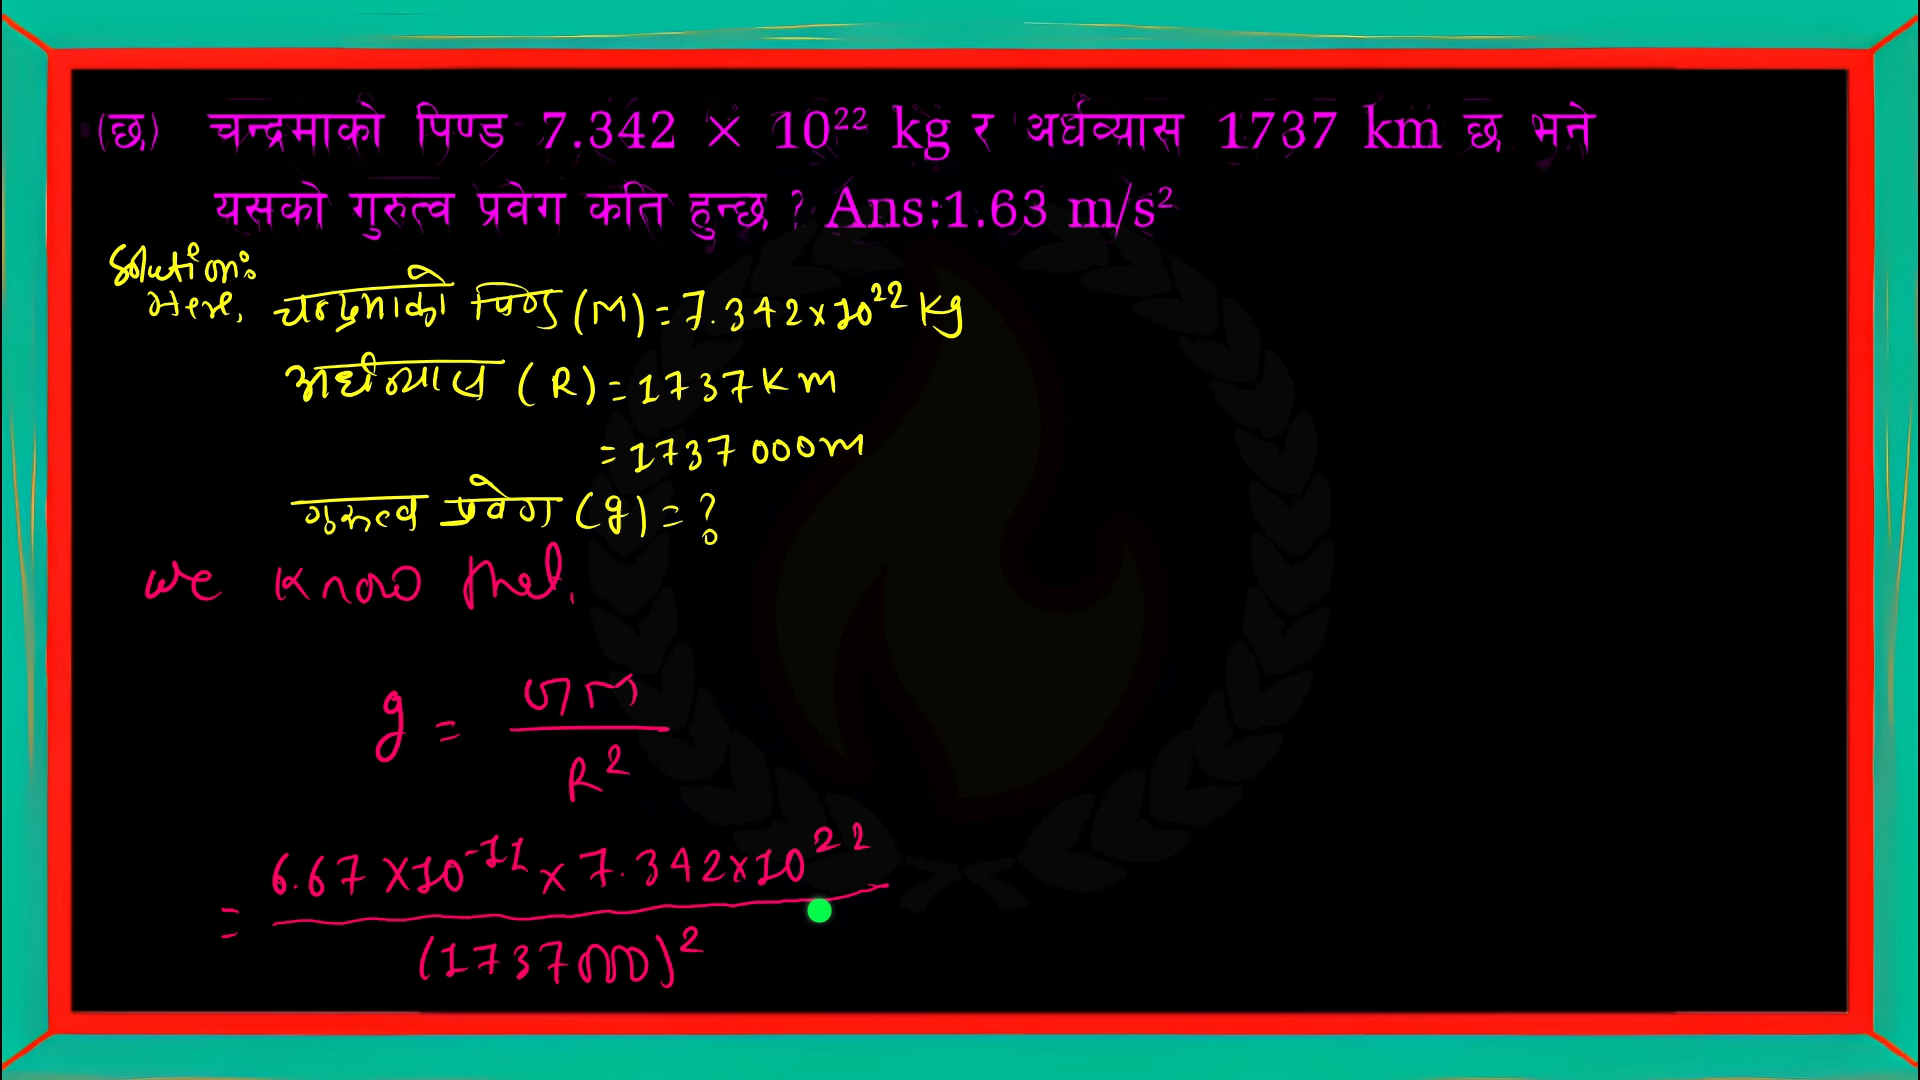 (छ) चन्द्रमाको पिण्ड 7.342 × 10²² kg र अर्धव्यास 1737 km छ भने
यसको गुरुत्व प्रवेग कति हुन्छ ? Ans:1.63 m/s²
Solution:
Here, चन्द्रमाको पिण्ड (M) = 7.342×10²² kg
अर्धव्यास (R) = 1737 KM
= 1737000m
गुरुत्व प्रवेग (g) = ?
we know that,
g = GM / R²
= 6.67 × 10⁻¹¹ × 7.342×10²² / (1737000)²